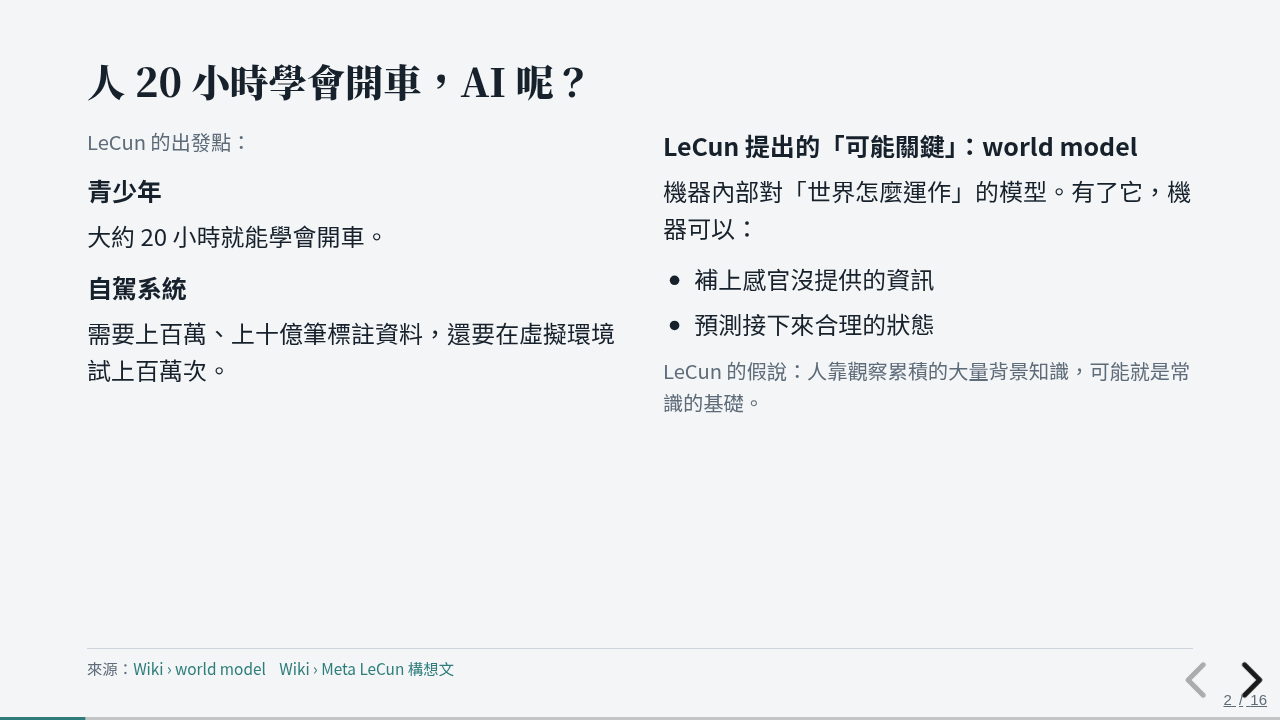 人 20 小時學會開車，AI 呢？
LeCun 的出發點：
青少年
大約 20 小時就能學會開車。
自駕系統
需要上百萬、上十億筆標註資料，還要在虛擬環境
試上百萬次。
LeCun 提出的「可能關鍵」：world model
機器內部對「世界怎麼運作」的模型。有了它，機
器可以：
• 補上感官沒提供的資訊
• 預測接下來合理的狀態
LeCun 的假說：人靠觀察累積的大量背景知識，可能就是常
識的基礎。
來源：Wiki › world model Wiki › Meta LeCun 構想文
2 / 16